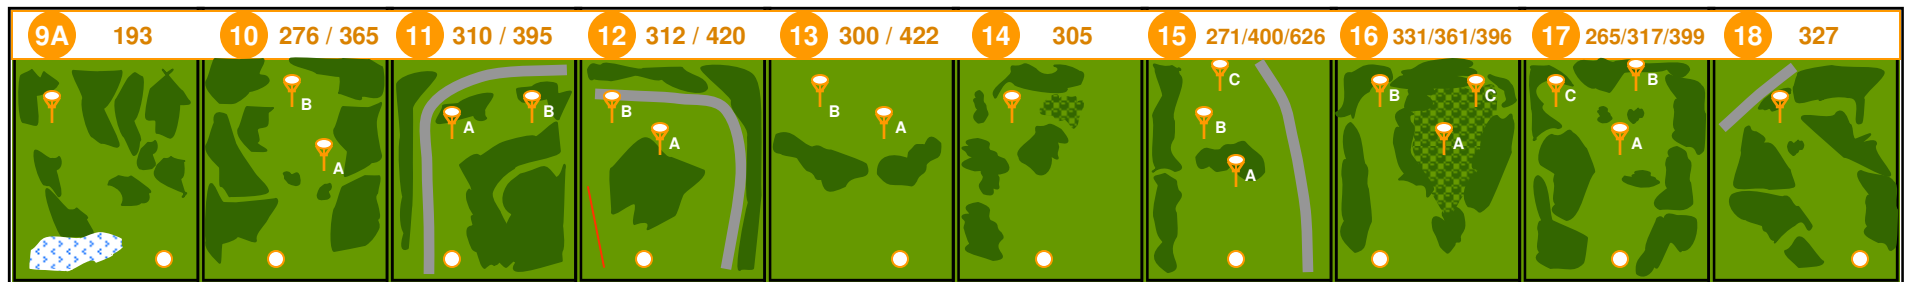 9A 193
10 276 / 365
11 310 / 395
12 312 / 420
13 300 / 422
14 305
15 271/400/626
16 331/361/396
17 265/317/399
18 327
B
A
A
B
B
A
B
A
C
B
A
B
C
A
C
B
A